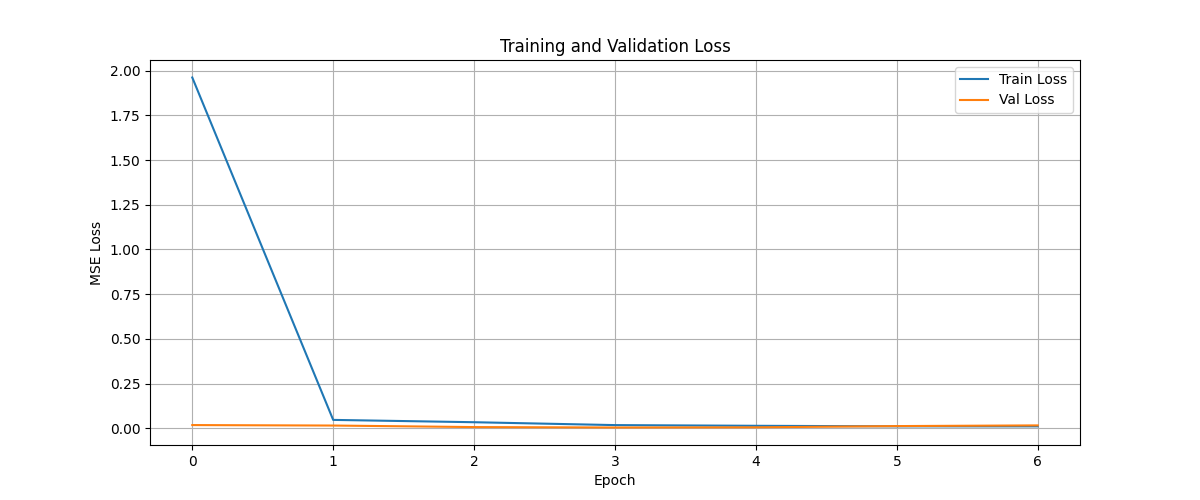 Training and Validation Loss
Train Loss
Val Loss
MSE Loss
2.00
1.75
1.50
1.25
1.00
0.75
0.50
0.25
0.00
0 1 2 3 4 5 6
Epoch